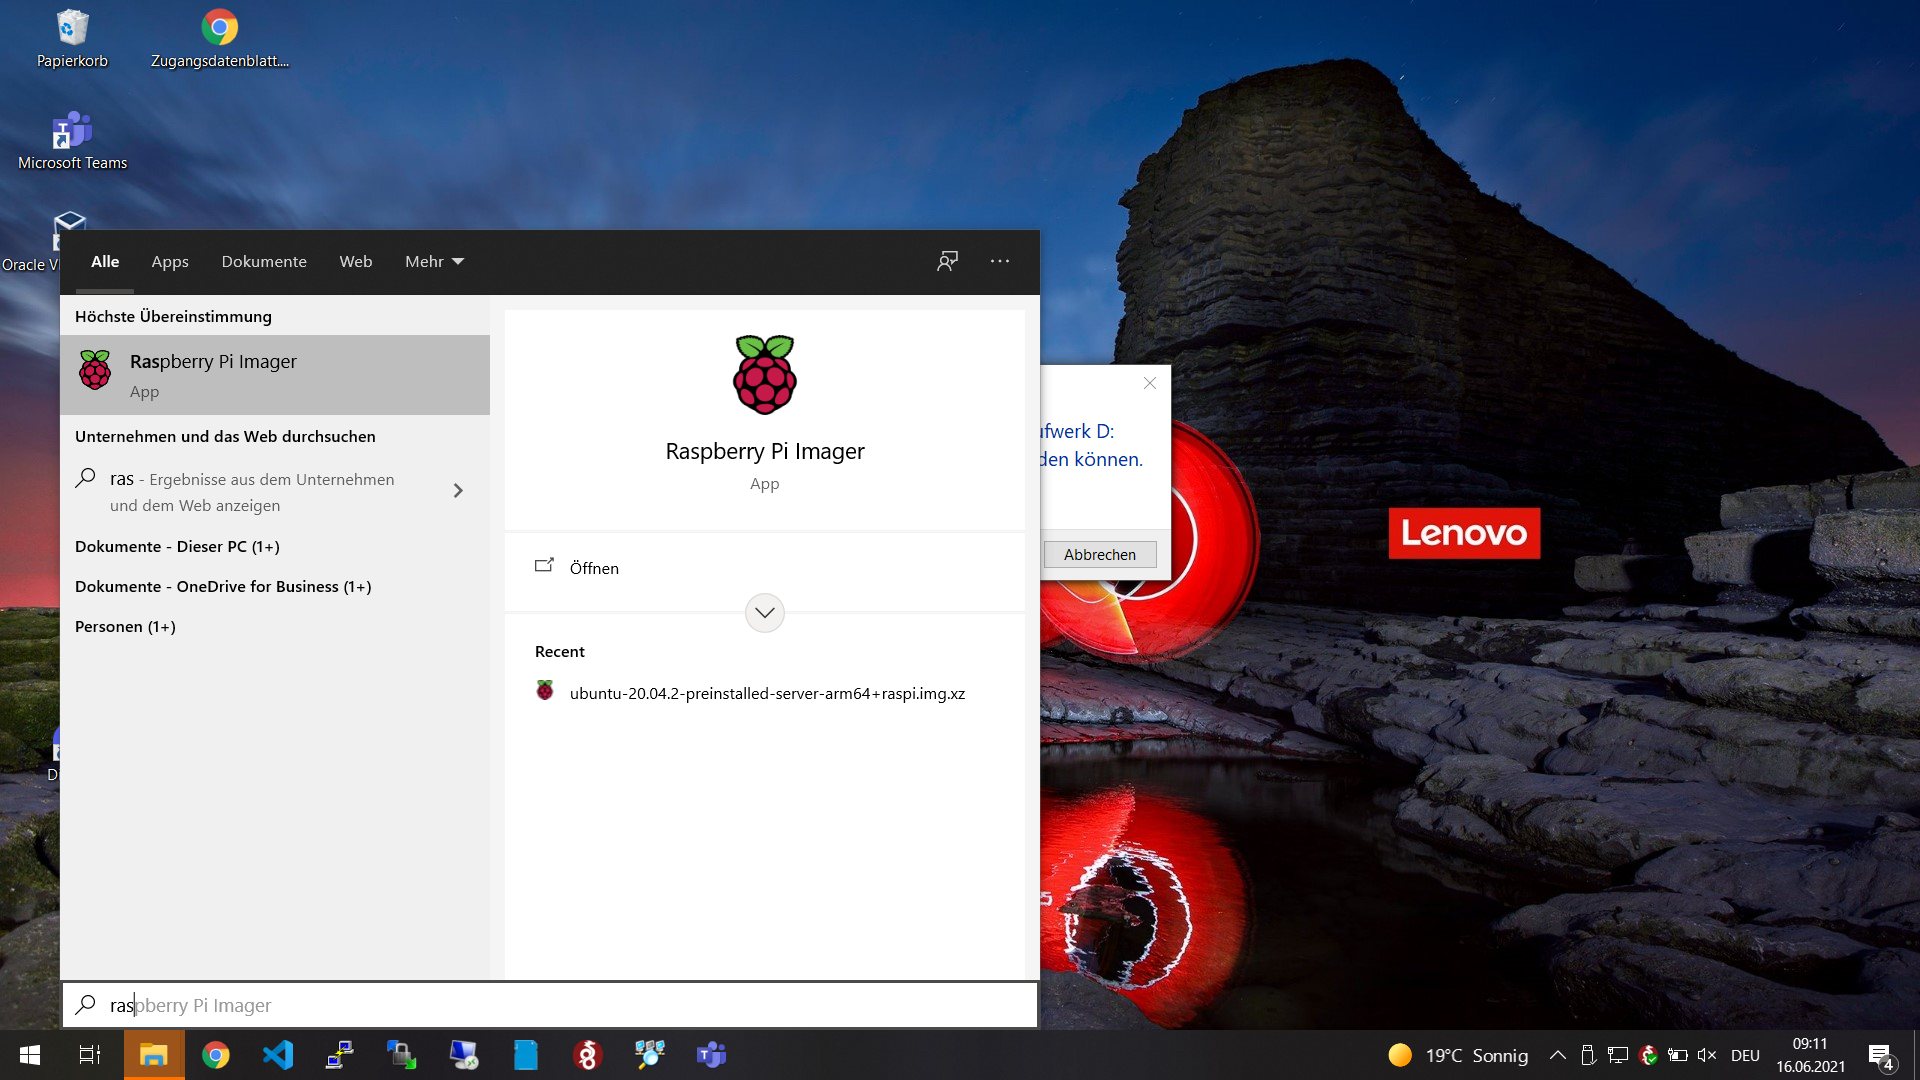 Papierkorb
Zugangsdatenblatt....
Microsoft Teams
Oracle V
Alle
Apps
Dokumente
Web
Mehr
Höchste Übereinstimmung
Raspberry Pi Imager
App
Unternehmen und das Web durchsuchen
ras - Ergebnisse aus dem Unternehmen
und dem Web anzeigen
Dokumente - Dieser PC (1+)
Dokumente - OneDrive for Business (1+)
Personen (1+)
Raspberry Pi Imager
App
Öffnen
Recent
ubuntu-20.04.2-preinstalled-server-arm64+raspi.img.xz
ufwerk D:
den können.
Abbrechen
Lenovo
D
raspberry Pi Imager
19°C Sonnig
DEU
09:11
16.06.2021
4